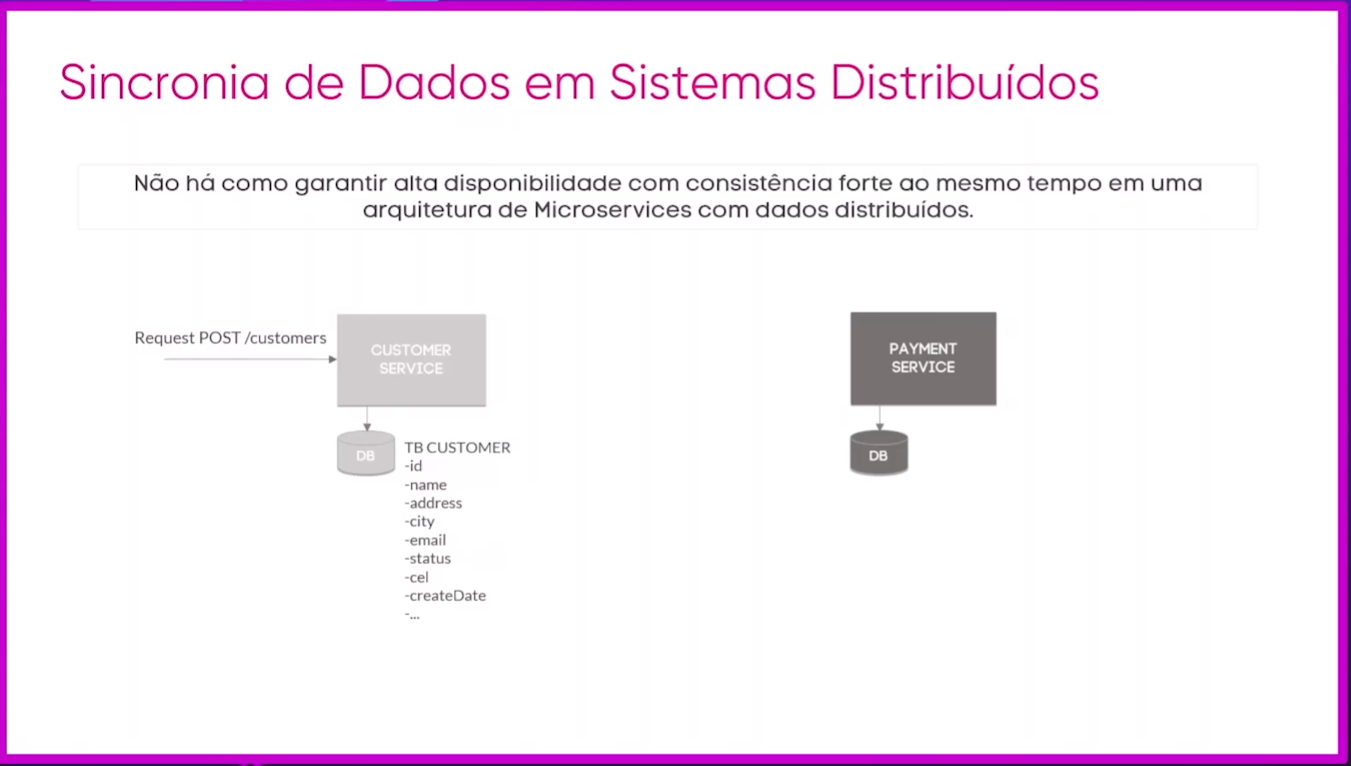 Sincronia de Dados em Sistemas Distribuídos
Não há como garantir alta disponibilidade com consistência forte ao mesmo tempo em uma
arquitetura de Microservices com dados distribuídos.
Request POST /customers
CUSTOMER
SERVICE
DB
TB CUSTOMER
-id
-name
-address
-city
-email
-status
-cel
-createDate
-...
PAYMENT
SERVICE
DB